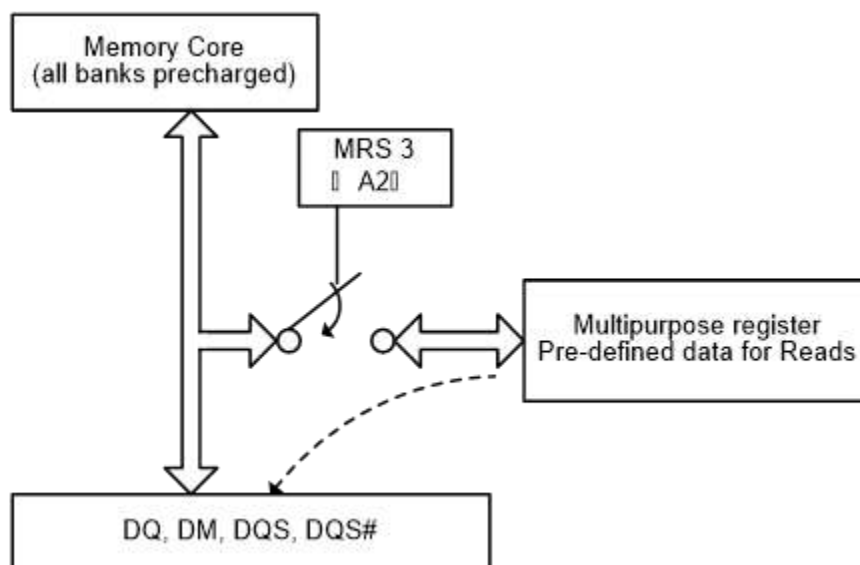 Memory Core
(all banks precharged)
MRS 3
▯ A2▯
Multipurpose register
Pre-defined data for Reads
DQ, DM, DQS, DQS#